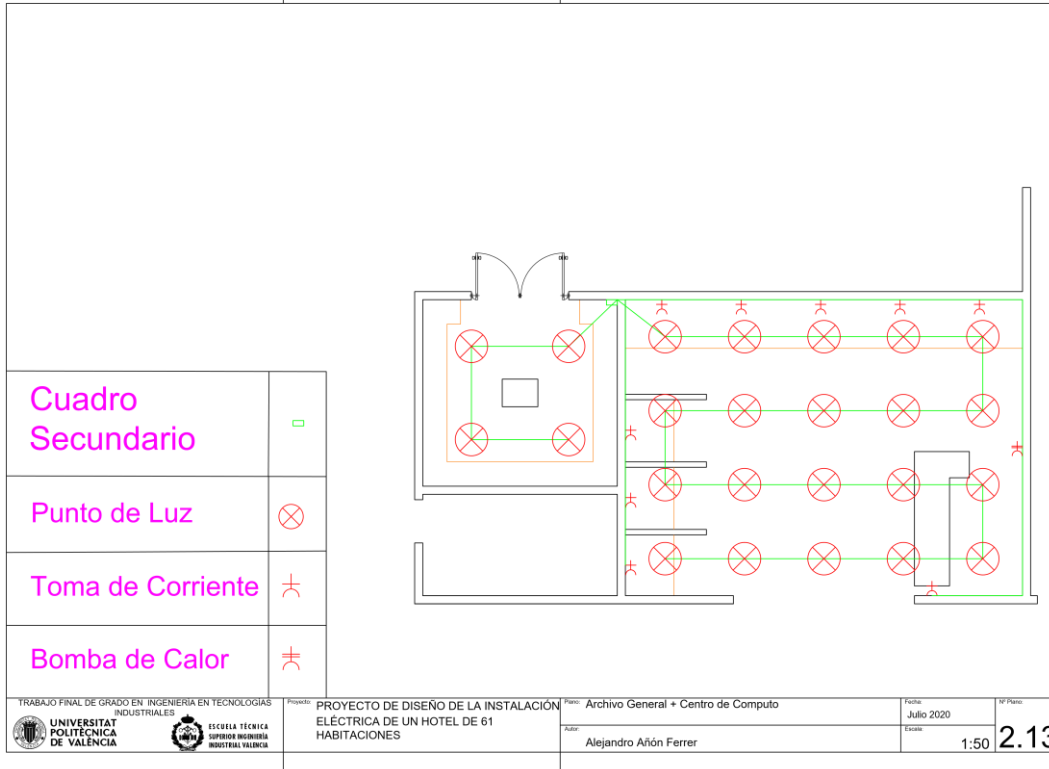 Cuadro
Secundario
Punto de Luz
Toma de Corriente
Bomba de Calor
TRABAJO FINAL DE GRADO EN INGENIERÍA EN TECNOLOGÍAS
INDUSTRIALES
UNIVERSITAT
POLITÈCNICA
DE VALÈNCIA
ESCUELA TÉCNICA
SUPERIOR INGENIERÍA
INDUSTRIAL VALENCIA
Proyecto:
PROYECTO DE DISEÑO DE LA INSTALACIÓN
ELÉCTRICA DE UN HOTEL DE 61
HABITACIONES
Plano: Archivo General + Centro de Computo
Autor:
Alejandro Añón Ferrer
Fecha
Julio 2020
Escala:
1:50
Nº Plano:
2.13